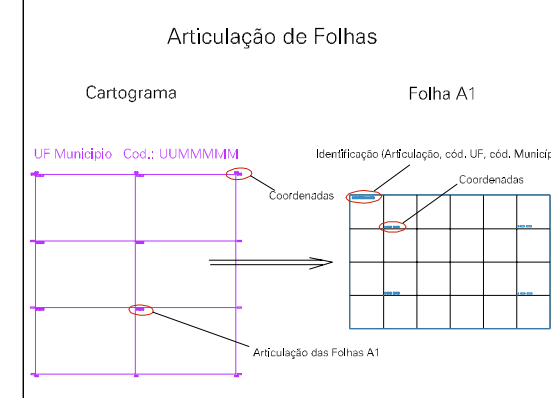 Articulação de Folhas
Cartograma
Folha A1
UF Municipio Cod.: UUMMMMM
Identificação (Articulação, cód. UF, cód. Municíp
Coordenadas
Coordenadas
Articulação das Folhas A1